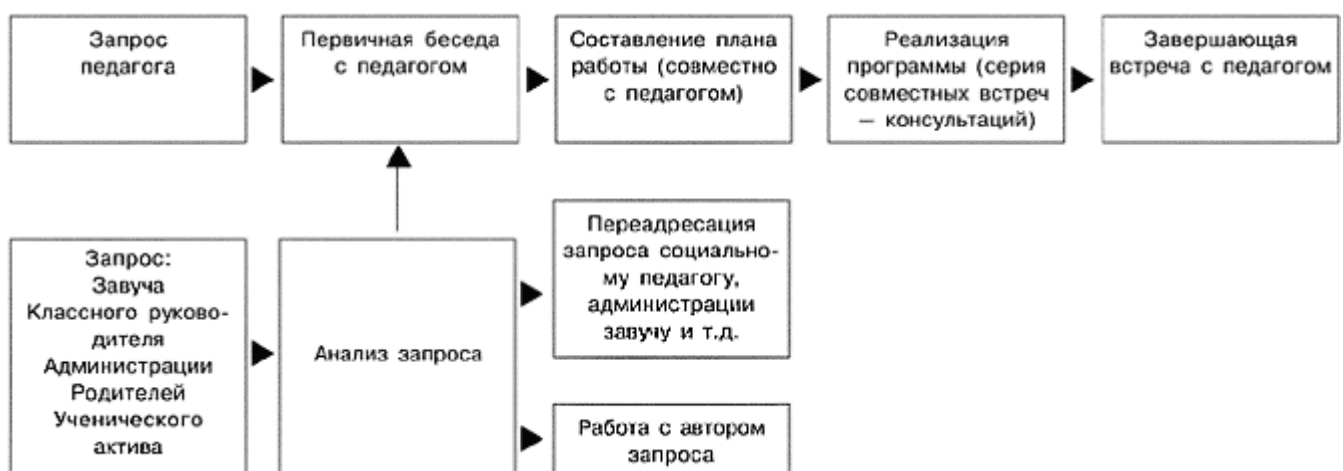 Запрос
педагога
Первичная беседа
с педагогом
Составление плана
работы (совместно
с педагогом)
Реализация
программы (серия
совместных встреч
— консультаций)
Завершающая
встреча с педагогом
Запрос:
Завуча
Классного руково-
дителя
Администрации
Родителей
Ученического
актива
Анализ запроса
Переадресация
запроса социально-
му педагогу,
администрации
завучу и т.д.
Работа с автором
запроса